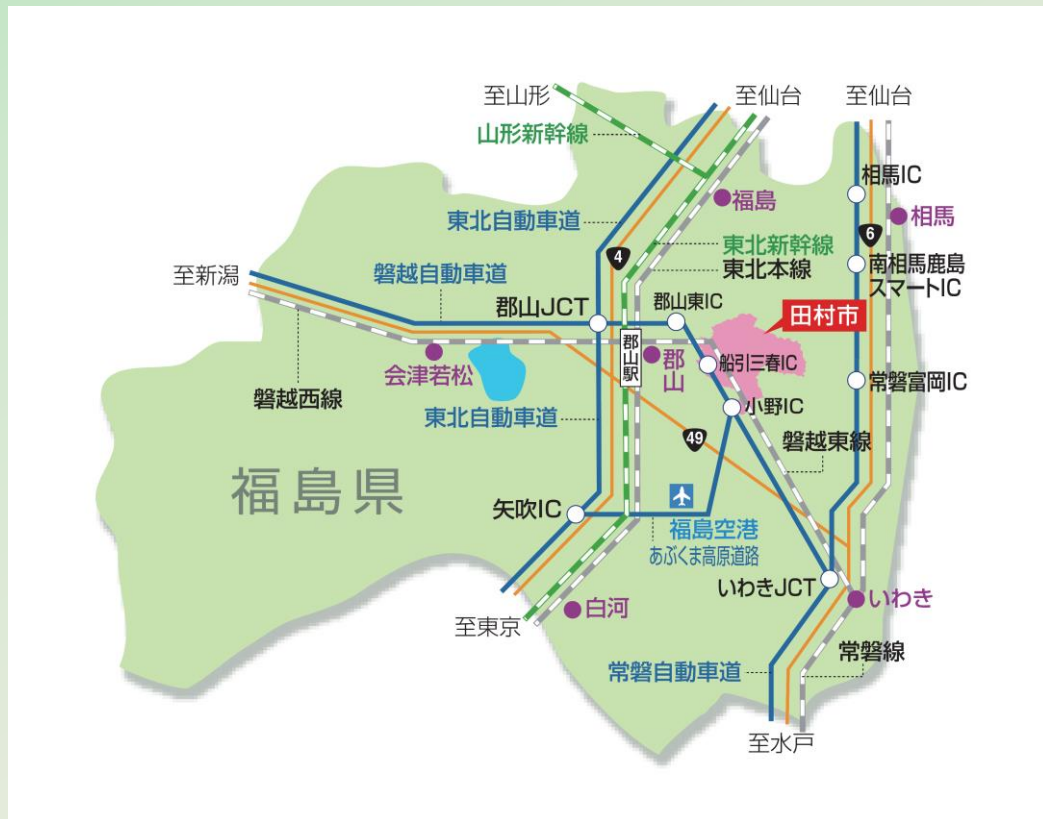 至山形
至仙台
至仙台
山形新幹線
相馬IC
福島
相馬
東北自動車道
4
6
東北新幹線
東北本線
南相馬鹿島
スマートIC
至新潟
磐越自動車道
郡山JCT
郡山東IC
田村市
郡山駅
郡山
船引三春IC
会津若松
常磐富岡IC
磐越西線
東北自動車道
小野IC
49
磐越東線
福島県
矢吹IC
福島空港
あぶくま高原道路
いわきJCT
いわき
白河
至東京
常磐線
常磐自動車道
至水戸